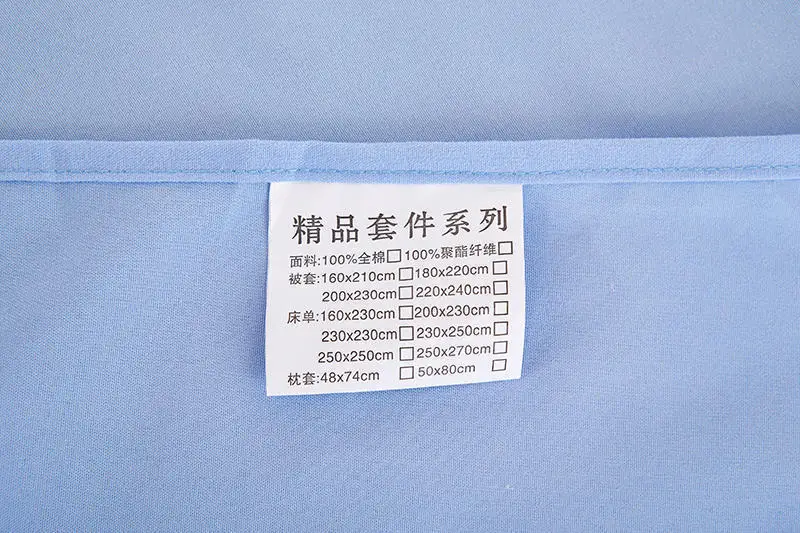 精品套件系列
面料:100%全棉□100%聚酯纤维□
被套:160x210cm□180x220cm□
200x230cm□220x240cm□
床单:160x230cm□200x230cm□
230x230cm□230x250cm□
250x250cm□250x270cm□
枕套:48x74cm □50x80cm □